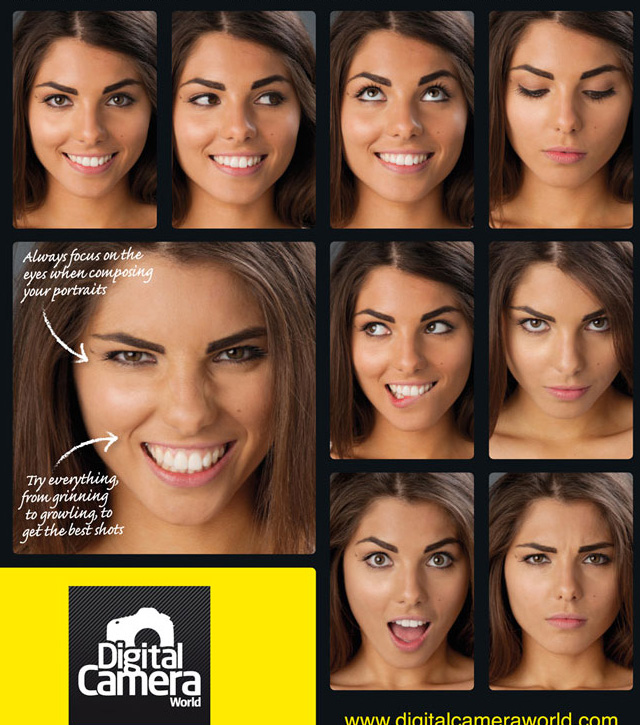 Always focus on the
eyes when composing
your portraits
Try everything,
from grinning
to growling, to
get the best shots
Digital
Camera
World
www.digitalcameraworld.com